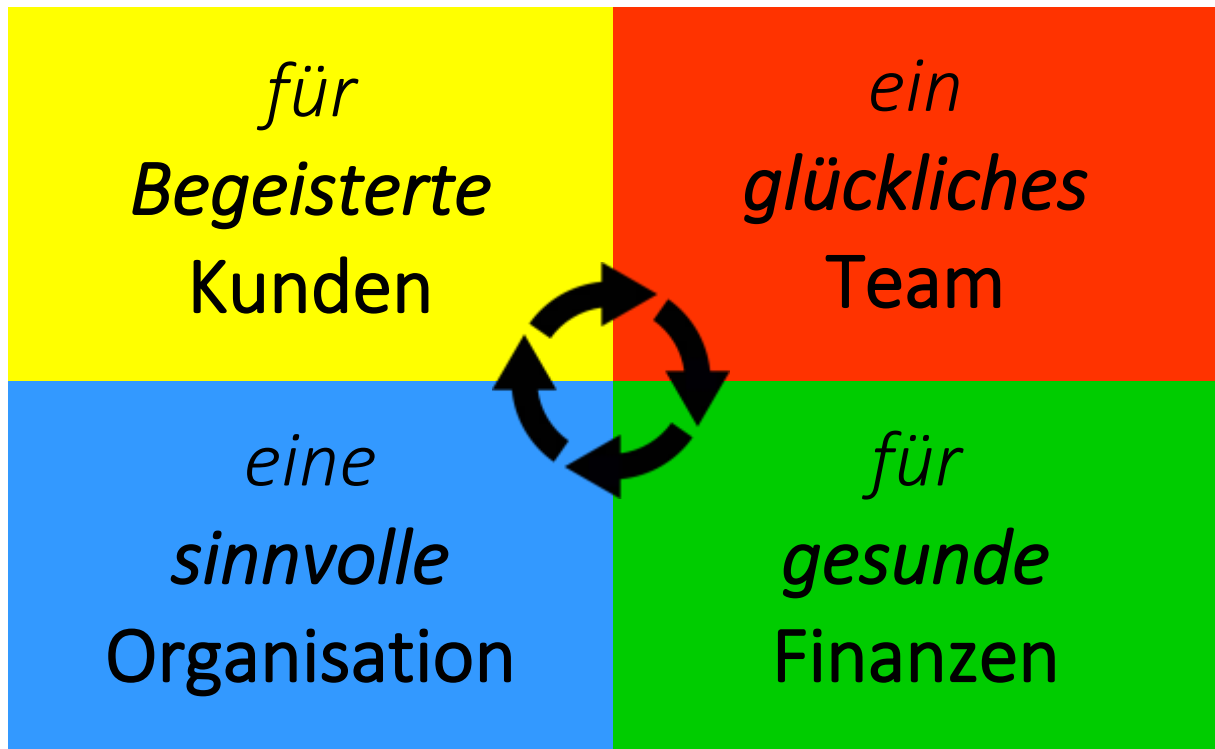 für
Begeisterte
Kunden
ein
glückliches
Team
eine
sinnvolle
Organisation
für
gesunde
Finanzen